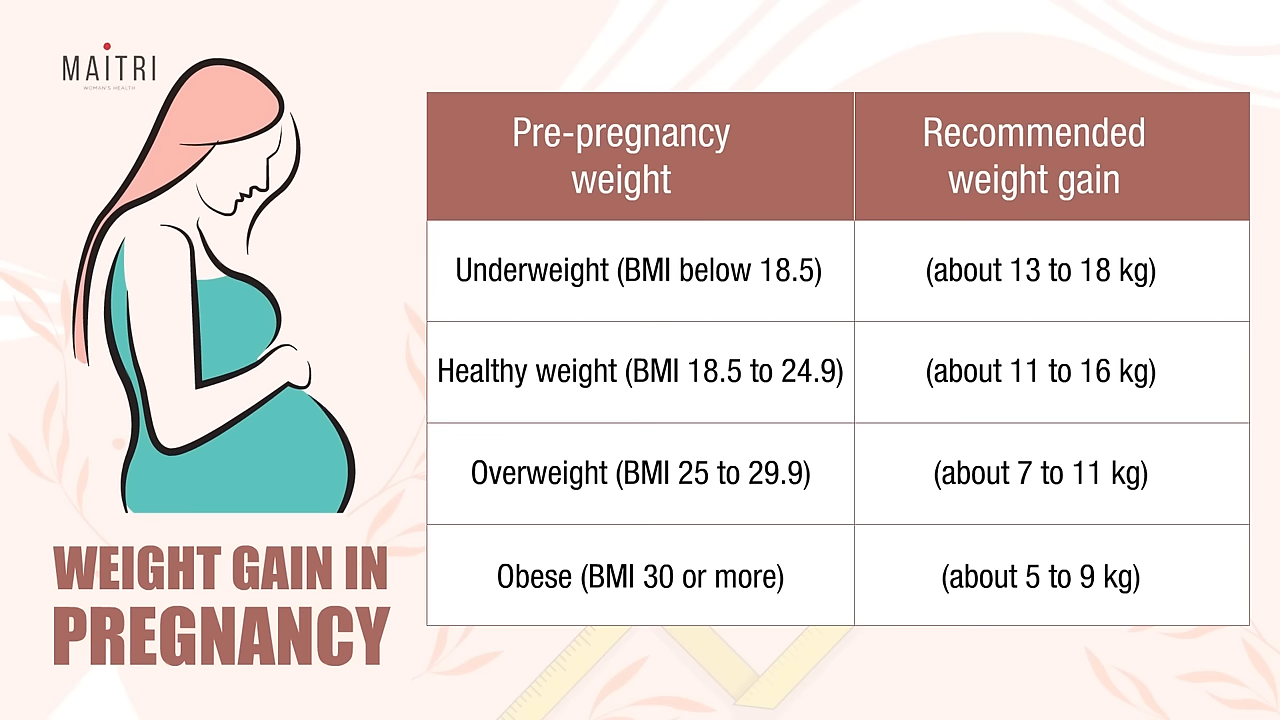 MAITRI
WOMAN'S HEALTH
Pre-pregnancy
weight
Recommended
weight gain
Underweight (BMI below 18.5)
(about 13 to 18 kg)
Healthy weight (BMI 18.5 to 24.9)
(about 11 to 16 kg)
Overweight (BMI 25 to 29.9)
(about 7 to 11 kg)
Obese (BMI 30 or more)
(about 5 to 9 kg)
WEIGHT GAIN IN
PREGNANCY